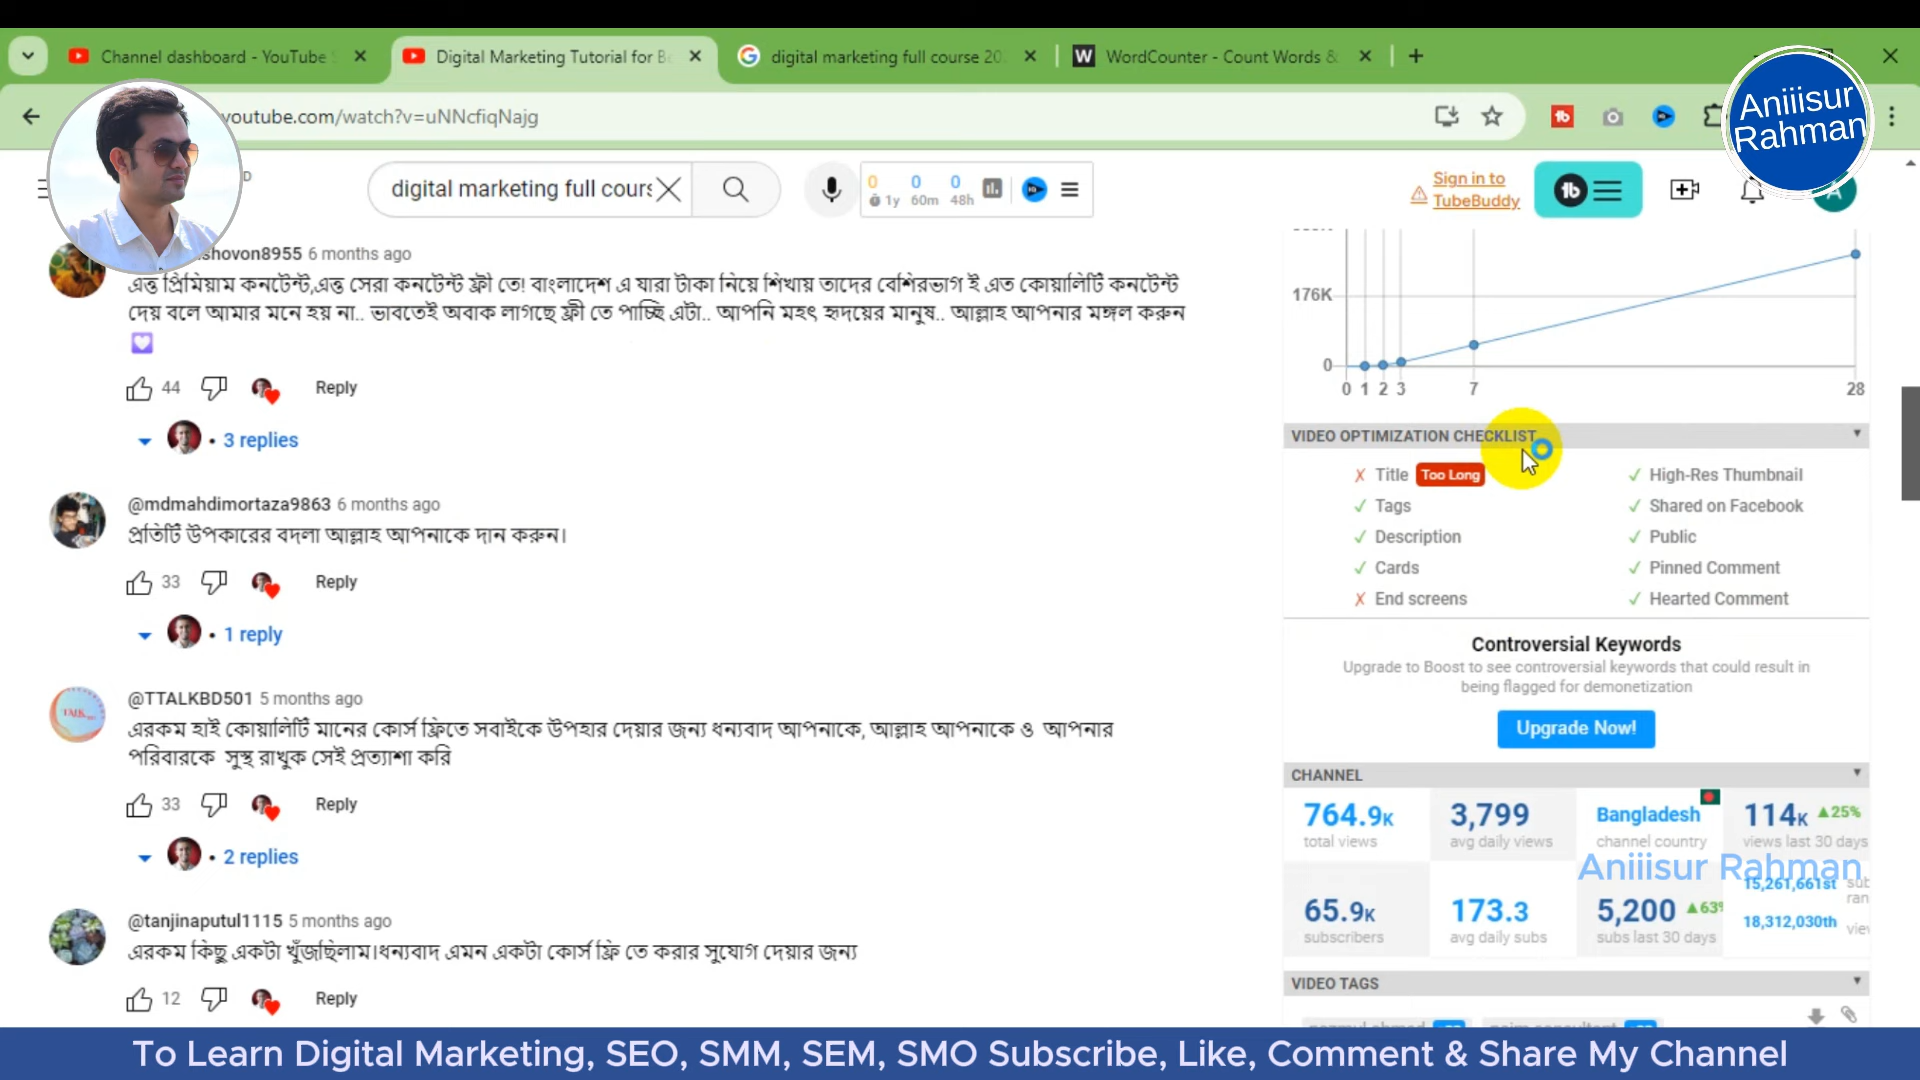 Channel dashboard - YouTube
Digital Marketing Tutorial for Be
digital marketing full course 202
WordCounter - Count Words &
youtube.com/watch?v=uNNcfiqNajg
Aniiisur
Rahman
digital marketing full cours
0 0 0
1y 60m 48h
Sign in to
TubeBuddy
shovon8955 6 months ago
এত্ত প্রিমিয়াম কনটেন্ট,এত্ত সেরা কনটেন্ট ফ্রী তে! বাংলাদেশ এ যারা টাকা নিয়ে শিখায় তাদের বেশিরভাগ ই এত কোয়ালিটি কনটেন্ট
দেয় বলে আমার মনে হয় না.. ভাবতেই অবাক লাগছে ফ্রী তে পাচ্ছি এটা.. আপনি মহৎ হৃদয়ের মানুষ.. আল্লাহ আপনার মঙ্গল করুন
44 Reply
3 replies
@mdmahdimortaza9863 6 months ago
প্রতিটি উপকারের বদলা আল্লাহ আপনাকে দান করুন।
33 Reply
1 reply
@TTALKBD501 5 months ago
এরকম হাই কোয়ালিটি মানের কোর্স ফ্রিতে সবাইকে উপহার দেয়ার জন্য ধন্যবাদ আপনাকে, আল্লাহ আপনাকে ও আপনার
পরিবারকে সুস্থ রাখুক সেই প্রত্যাশা করি
33 Reply
2 replies
@tanjinaputul1115 5 months ago
এরকম কিছু একটা খুঁজছিলাম।ধন্যবাদ এমন একটা কোর্স ফ্রি তে করার সুযোগ দেয়ার জন্য
12 Reply
176K
0
0 1 2 3 7 28
VIDEO OPTIMIZATION CHECKLIST
Title Too Long High-Res Thumbnail
Tags Shared on Facebook
Description Public
Cards Pinned Comment
End screens Hearted Comment
Controversial Keywords
Upgrade to Boost to see controversial keywords that could result in
being flagged for demonetization
Upgrade Now!
CHANNEL
764.9K 3,799 Bangladesh 114K ▲25%
total views avg daily views channel country views last 30 days
Aniiisur Rahman
65.9K 173.3 5,200 ▲63% 15,261,661st sub
18,312,030th
subscribers avg daily subs subs last 30 days
VIDEO TAGS
To Learn Digital Marketing, SEO, SMM, SEM, SMO Subscribe, Like, Comment & Share My Channel